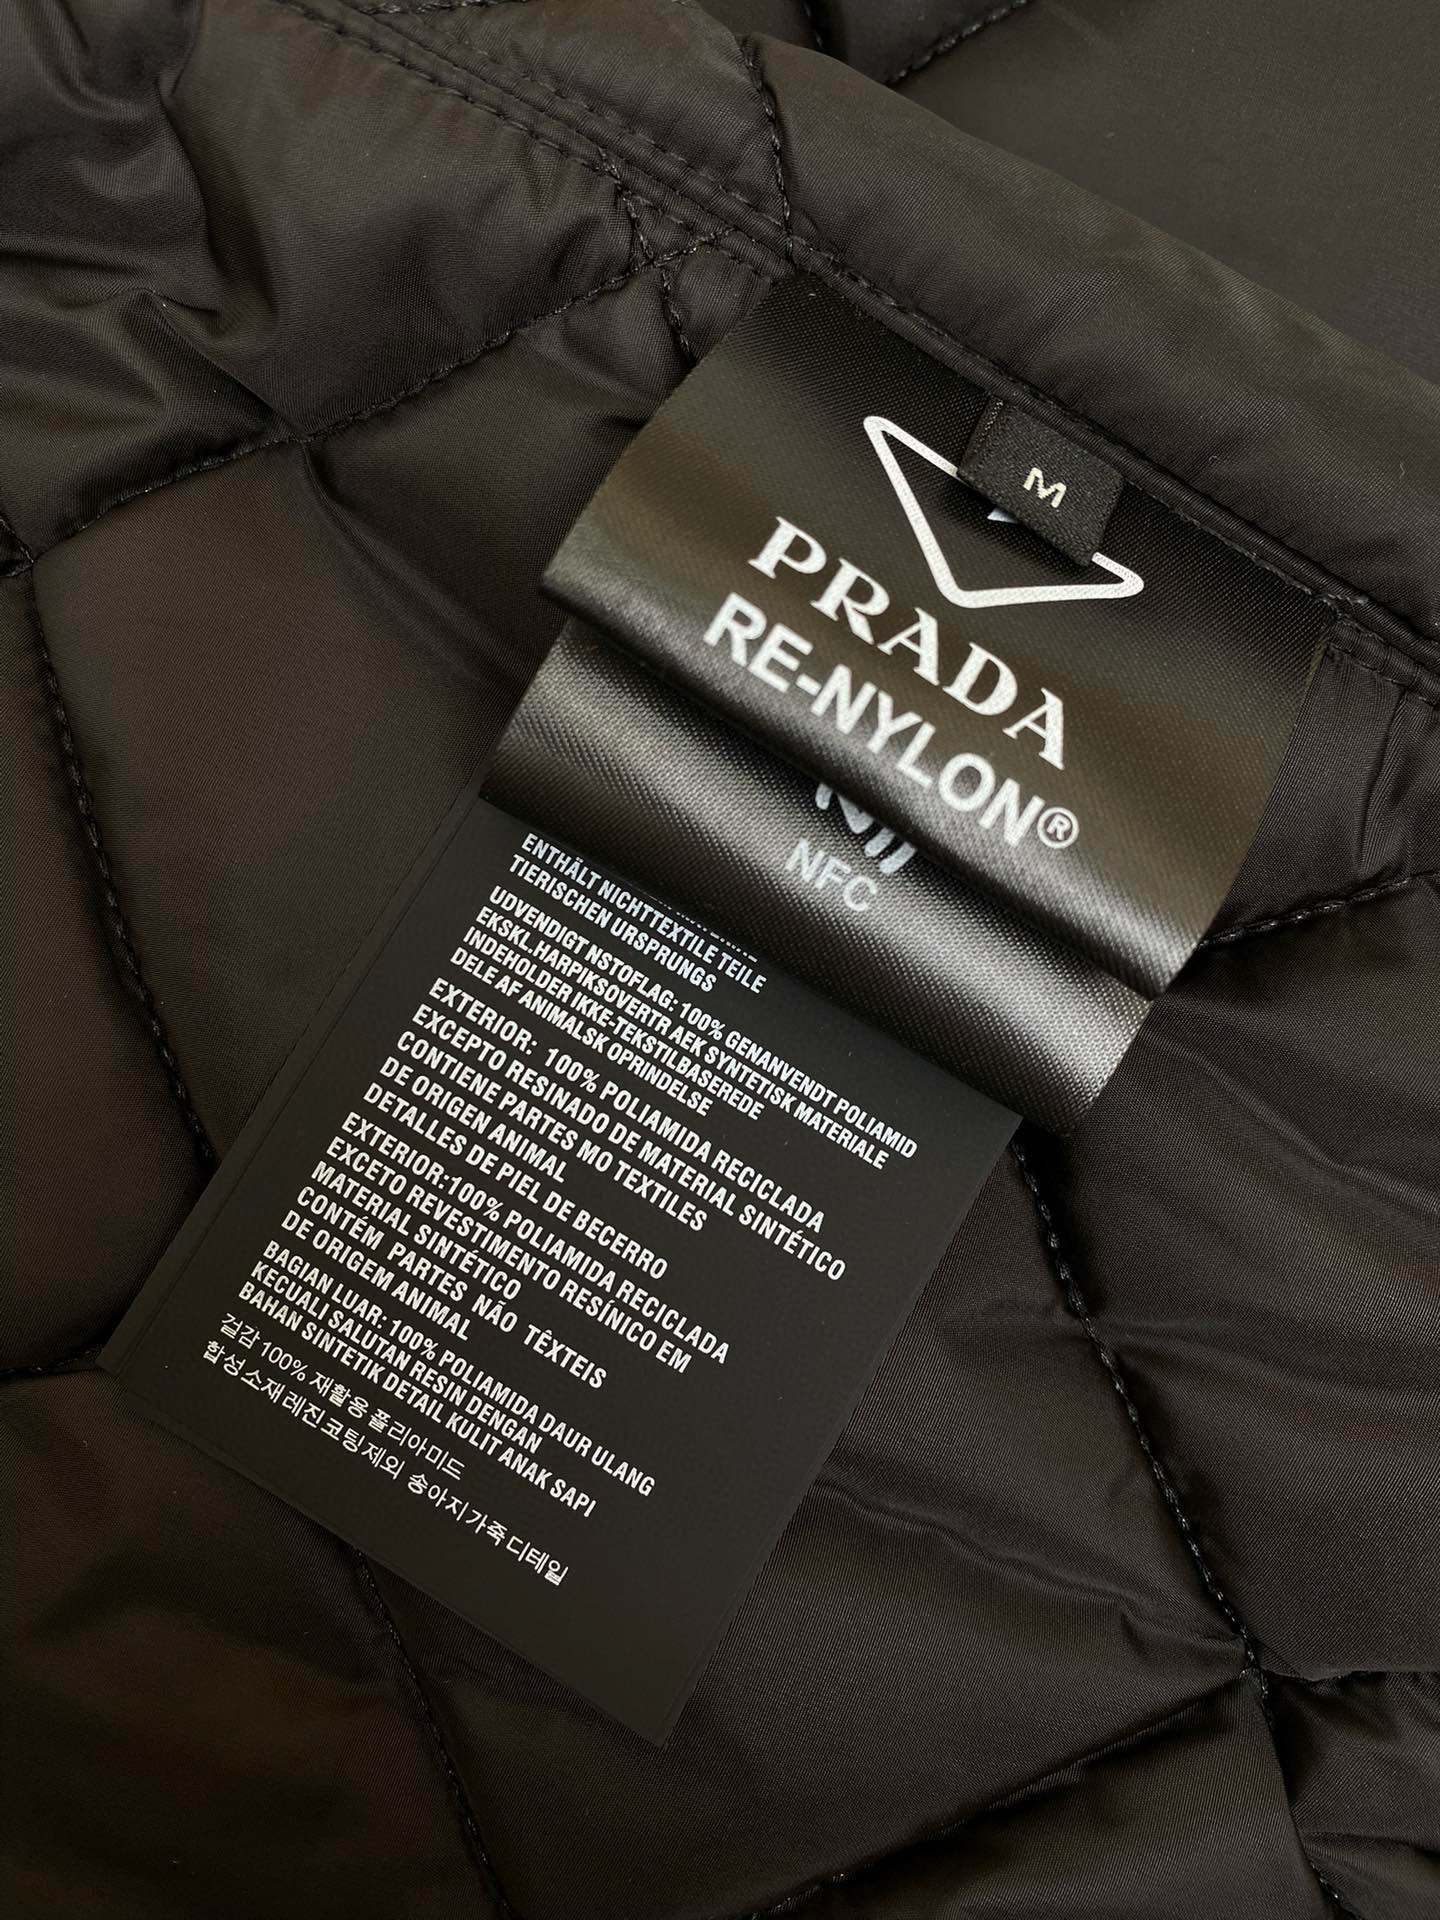 M
PRADA
RE-NYLON®
NFC
ENTHÄLT NICHTTEXTILE TEILE
TIERISCHEN URSPRUNGS
UDVENDIGT NSTOFLAG: 100% GENANVENDT POLIAMID
EKSKL.HARPIKSOVERTR AEK SYNTETISK MATERIALE
INDEHOLDER IKKE-TEKSTILBASEREDE
DELE AF ANIMALSK OPRINDELSE
EXTERIOR: 100% POLIAMIDA RECICLADA
EXCEPTO RESINADO DE MATERIAL SINTÉTICO
CONTIENE PARTES MO TEXTILES
DE ORIGEN ANIMAL
DETALLES DE PIEL DE BECERRO
EXTERIOR:100% POLIAMIDA RECICLADA
EXCETO REVESTIMENTO RESÍNICO EM
MATERIAL SINTÉTICO
CONTÉM PARTES NÃO TÊXTEIS
DE ORIGEM ANIMAL
BAGIAN LUAR: 100% POLIAMIDA DAUR ULANG
KECUALI SALUTAN RESIN DENGAN
BAHAN SINTETIK DETAIL KULIT ANAK SAPI
겉감 100% 재활용 폴리아미드
합성소재 레진 코팅 제외 송아지 가죽 디테일